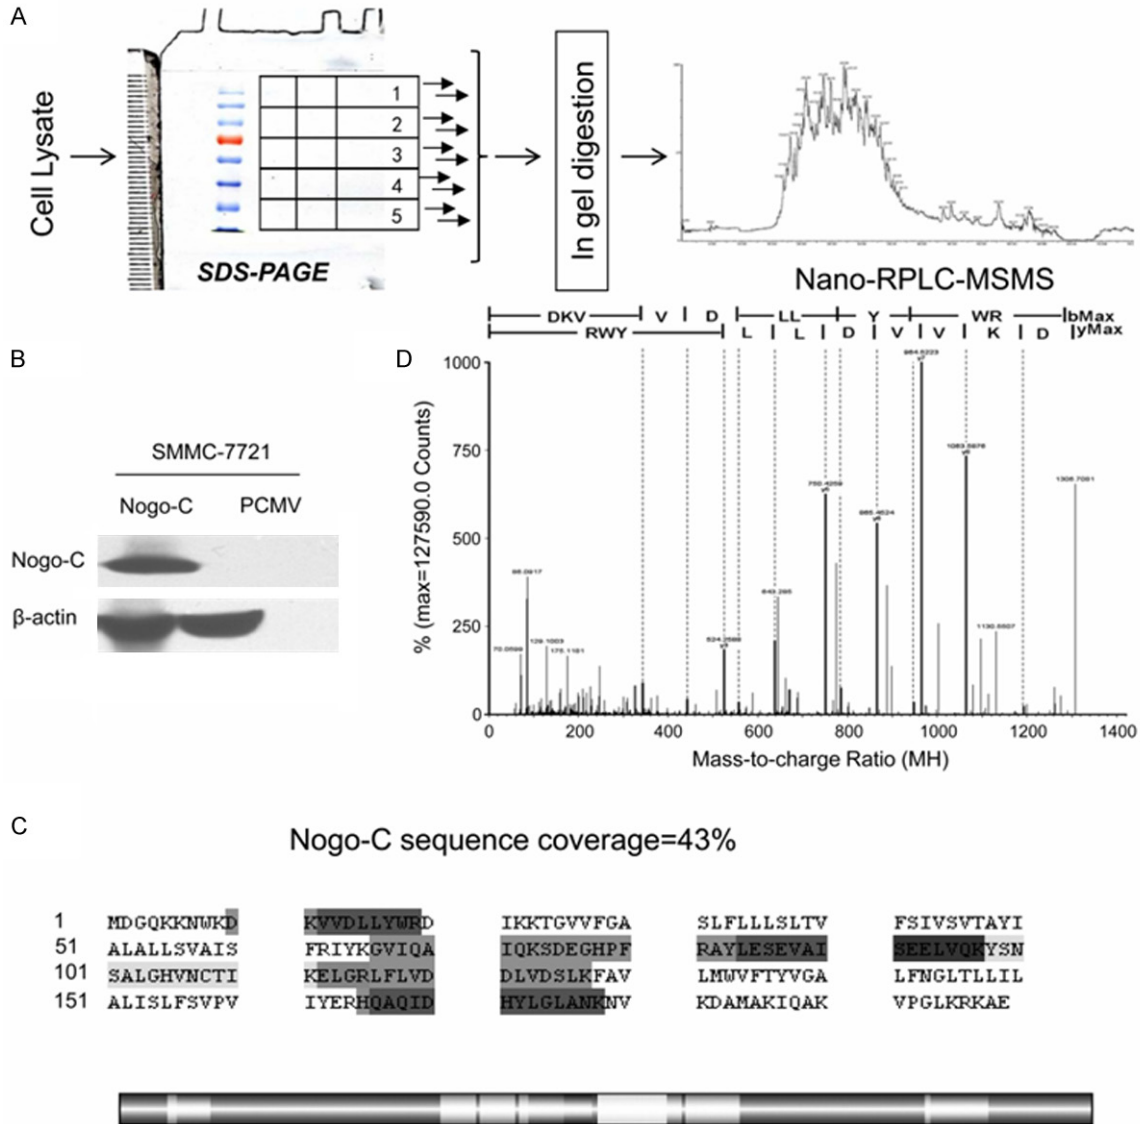 A
Cell Lysate
1
2
3
4
5
SDS-PAGE
In gel digestion
Nano-RPLC-MSMS
B
SMMC-7721
Nogo-C PCMV
Nogo-C
β-actin
D
DKV V D LL Y WR bMax
RWY L L D V V K D yMax
% (max=127590.0 Counts)
1000
750
500
250
0
0 200 400 600 800 1000 1200 1400
Mass-to-charge Ratio (MH)
C
Nogo-C sequence coverage=43%
1 MDGQKKNWKD KVVDLLYWRD IKKTGVVFGA SLFLLLSLTV FSIVSVTAYI
51 ALALLSVAIS FRIYKGVIQA IQKSDEGHPF RAYLESEVAI SEELVQKYSN
101 SALGHVNCTI KELGRLFLVD DLVDSLKFAV LMWVFTYVGA LFNGLTLLIL
151 ALISLFSVPV IYERHQAQID HYLGLANKNV KDAMAKIQAK VPGLKRKAE